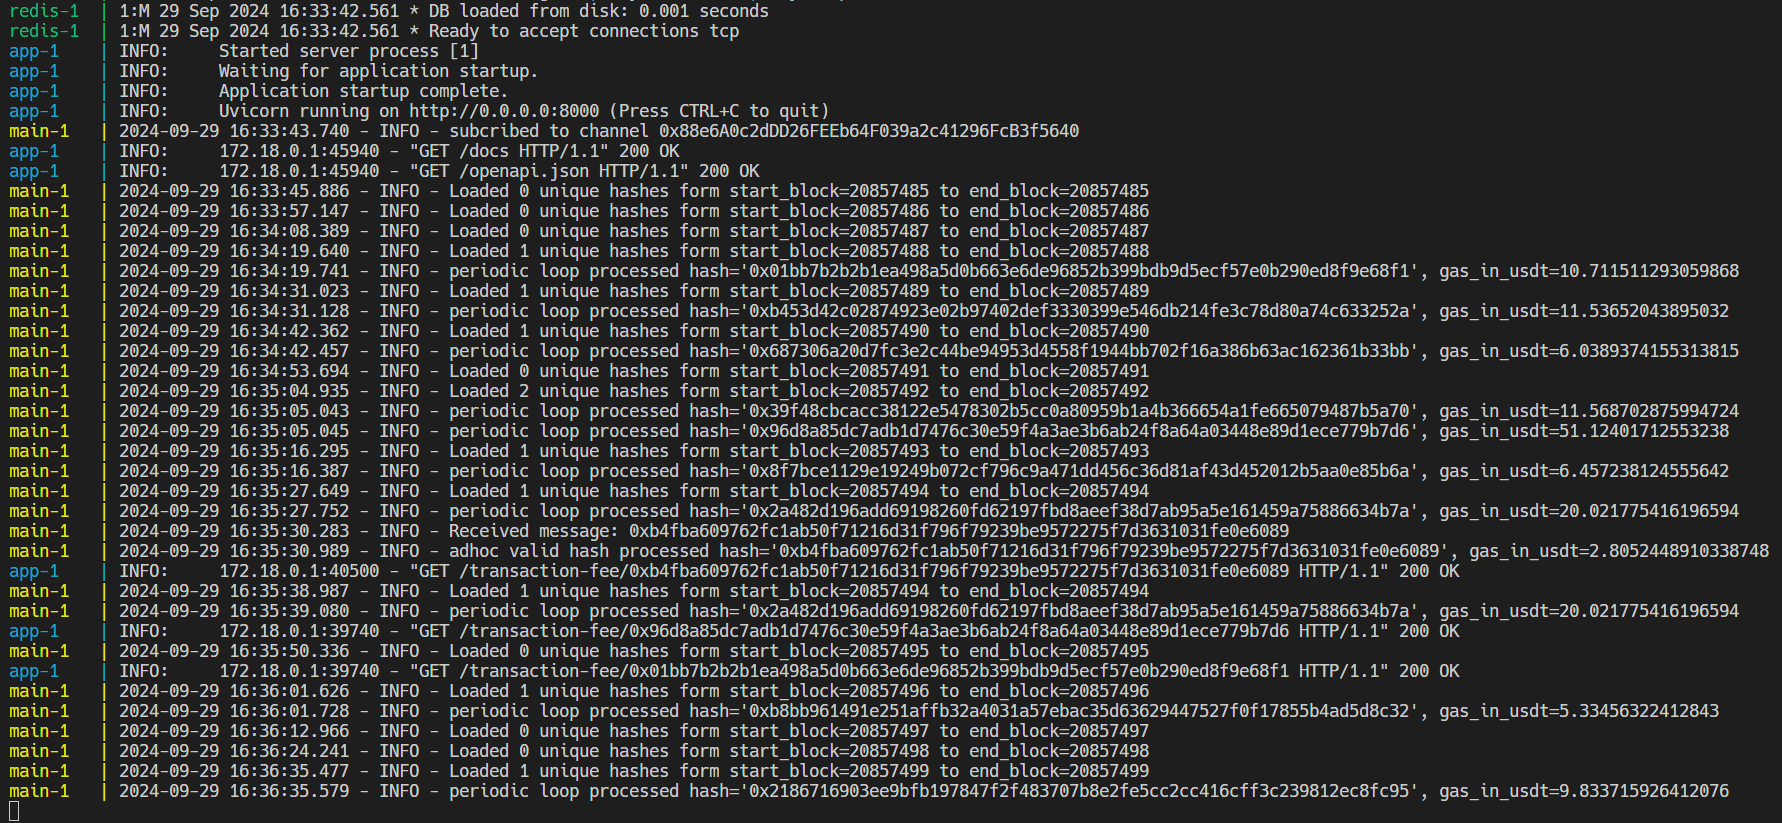 redis-1  | 1:M 29 Sep 2024 16:33:42.561 * DB loaded from disk: 0.001 seconds
redis-1  | 1:M 29 Sep 2024 16:33:42.561 * Ready to accept connections tcp
app-1    | INFO:     Started server process [1]
app-1    | INFO:     Waiting for application startup.
app-1    | INFO:     Application startup complete.
app-1    | INFO:     Uvicorn running on http://0.0.0.0:8000 (Press CTRL+C to quit)
main-1   | 2024-09-29 16:33:43.740 - INFO - subcribed to channel 0x88e6A0c2dDD26FEEb64F039a2c41296FcB3f5640
app-1    | INFO:     172.18.0.1:45940 - "GET /docs HTTP/1.1" 200 OK
app-1    | INFO:     172.18.0.1:45940 - "GET /openapi.json HTTP/1.1" 200 OK
main-1   | 2024-09-29 16:33:45.886 - INFO - Loaded 0 unique hashes form start_block=20857485 to end_block=20857485
main-1   | 2024-09-29 16:33:57.147 - INFO - Loaded 0 unique hashes form start_block=20857486 to end_block=20857486
main-1   | 2024-09-29 16:34:08.389 - INFO - Loaded 0 unique hashes form start_block=20857487 to end_block=20857487
main-1   | 2024-09-29 16:34:19.640 - INFO - Loaded 1 unique hashes form start_block=20857488 to end_block=20857488
main-1   | 2024-09-29 16:34:19.741 - INFO - periodic loop processed hash='0x01bb7b2b2b1ea498a5d0b663e6de96852b399bdb9d5ecf57e0b290ed8f9e68f1', gas_in_usdt=10.711511293059868
main-1   | 2024-09-29 16:34:31.023 - INFO - Loaded 1 unique hashes form start_block=20857489 to end_block=20857489
main-1   | 2024-09-29 16:34:31.128 - INFO - periodic loop processed hash='0xb453d42c02874923e02b97402def3330399e546db214fe3c78d80a74c633252a', gas_in_usdt=11.53652043895032
main-1   | 2024-09-29 16:34:42.362 - INFO - Loaded 1 unique hashes form start_block=20857490 to end_block=20857490
main-1   | 2024-09-29 16:34:42.457 - INFO - periodic loop processed hash='0x687306a20d7fc3e2c44be94953d4558f1944bb702f16a386b63ac162361b33bb', gas_in_usdt=6.0389374155313815
main-1   | 2024-09-29 16:34:53.694 - INFO - Loaded 0 unique hashes form start_block=20857491 to end_block=20857491
main-1   | 2024-09-29 16:35:04.935 - INFO - Loaded 2 unique hashes form start_block=20857492 to end_block=20857492
main-1   | 2024-09-29 16:35:05.043 - INFO - periodic loop processed hash='0x39f48cbcacc38122e5478302b5cc0a80959b1a4b366654a1fe665079487b5a70', gas_in_usdt=11.568702875994724
main-1   | 2024-09-29 16:35:05.045 - INFO - periodic loop processed hash='0x96d8a85dc7adb1d7476c30e59f4a3ae3b6ab24f8a64a03448e89d1ece779b7d6', gas_in_usdt=51.12401712553238
main-1   | 2024-09-29 16:35:16.295 - INFO - Loaded 1 unique hashes form start_block=20857493 to end_block=20857493
main-1   | 2024-09-29 16:35:16.387 - INFO - periodic loop processed hash='0x8f7bce1129e19249b072cf796c9a471dd456c36d81af43d452012b5aa0e85b6a', gas_in_usdt=6.457238124555642
main-1   | 2024-09-29 16:35:27.649 - INFO - Loaded 1 unique hashes form start_block=20857494 to end_block=20857494
main-1   | 2024-09-29 16:35:27.752 - INFO - periodic loop processed hash='0x2a482d196add69198260fd62197fbd8aeef38d7ab95a5e161459a75886634b7a', gas_in_usdt=20.021775416196594
main-1   | 2024-09-29 16:35:30.283 - INFO - Received message: 0xb4fba609762fc1ab50f71216d31f796f79239be9572275f7d3631031fe0e6089
main-1   | 2024-09-29 16:35:30.989 - INFO - adhoc valid hash processed hash='0xb4fba609762fc1ab50f71216d31f796f79239be9572275f7d3631031fe0e6089', gas_in_usdt=2.8052448910338748
app-1    | INFO:     172.18.0.1:40500 - "GET /transaction-fee/0xb4fba609762fc1ab50f71216d31f796f79239be9572275f7d3631031fe0e6089 HTTP/1.1" 200 OK
main-1   | 2024-09-29 16:35:38.987 - INFO - Loaded 1 unique hashes form start_block=20857494 to end_block=20857494
main-1   | 2024-09-29 16:35:39.080 - INFO - periodic loop processed hash='0x2a482d196add69198260fd62197fbd8aeef38d7ab95a5e161459a75886634b7a', gas_in_usdt=20.021775416196594
app-1    | INFO:     172.18.0.1:39740 - "GET /transaction-fee/0x96d8a85dc7adb1d7476c30e59f4a3ae3b6ab24f8a64a03448e89d1ece779b7d6 HTTP/1.1" 200 OK
main-1   | 2024-09-29 16:35:50.336 - INFO - Loaded 0 unique hashes form start_block=20857495 to end_block=20857495
app-1    | INFO:     172.18.0.1:39740 - "GET /transaction-fee/0x01bb7b2b2b1ea498a5d0b663e6de96852b399bdb9d5ecf57e0b290ed8f9e68f1 HTTP/1.1" 200 OK
main-1   | 2024-09-29 16:36:01.626 - INFO - Loaded 1 unique hashes form start_block=20857496 to end_block=20857496
main-1   | 2024-09-29 16:36:01.728 - INFO - periodic loop processed hash='0xb8bb961491e251affb32a4031a57ebac35d63629447527f0f17855b4ad5d8c32', gas_in_usdt=5.33456322412843
main-1   | 2024-09-29 16:36:12.966 - INFO - Loaded 0 unique hashes form start_block=20857497 to end_block=20857497
main-1   | 2024-09-29 16:36:24.241 - INFO - Loaded 0 unique hashes form start_block=20857498 to end_block=20857498
main-1   | 2024-09-29 16:36:35.477 - INFO - Loaded 1 unique hashes form start_block=20857499 to end_block=20857499
main-1   | 2024-09-29 16:36:35.579 - INFO - periodic loop processed hash='0x2186716903ee9bfb197847f2f483707b8e2fe5cc2cc416cff3c239812ec8fc95', gas_in_usdt=9.833715926412076